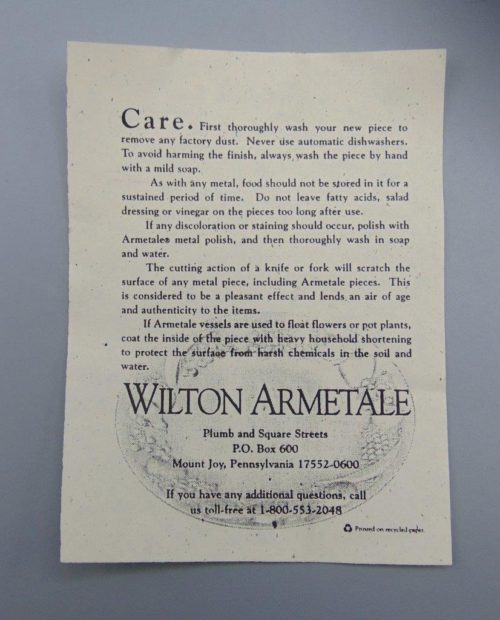 Care. First thoroughly wash your new piece to
remove any factory dust. Never use automatic dishwashers.
To avoid harming the finish, always wash the piece by hand
with a mild soap.
As with any metal, food should not be stored in it for a
sustained period of time. Do not leave fatty acids, salad
dressing or vinegar on the pieces too long after use.
If any discoloration or staining should occur, polish with
Armetale® metal polish, and then thoroughly wash in soap
and water.
The cutting action of a knife or fork will scratch the
surface of any metal piece, including Armetale pieces. This
is considered to be a pleasant effect and lends an air of age
and authenticity to the items.
If Armetale vessels are used to float flowers or pot plants,
coat the inside of the piece with heavy household shortening
to protect the surface from harsh chemicals in the soil and
water.
WILTON ARMETALE
Plumb and Square Streets
P.O. Box 600
Mount Joy, Pennsylvania 17552-0600
If you have any additional questions, call
us toll-free at 1-800-553-2048
Printed on recycled paper.